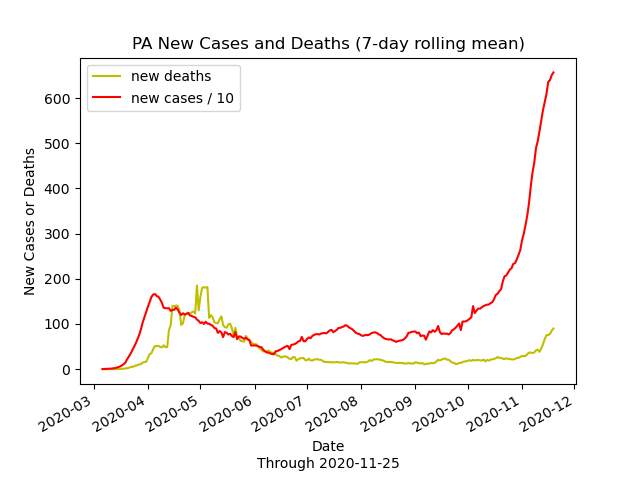 PA New Cases and Deaths (7-day rolling mean)
new deaths
new cases / 10
600
500
400
300
200
100
0
New Cases or Deaths
2020-03
2020-04
2020-05
2020-06
2020-07
2020-08
2020-09
2020-10
2020-11
2020-12
Date
Through 2020-11-25